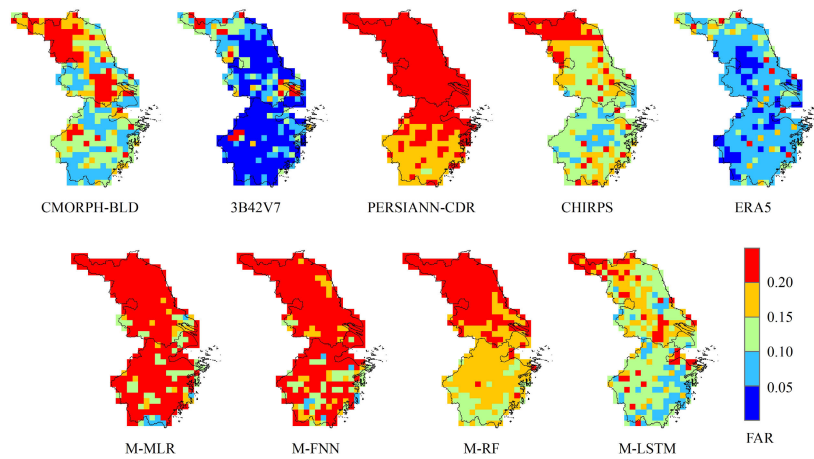 CMORPH-BLD 3B42V7 PERSIANN-CDR CHIRPS ERA5
0.20
0.15
0.10
0.05
FAR
M-MLR M-FNN M-RF M-LSTM